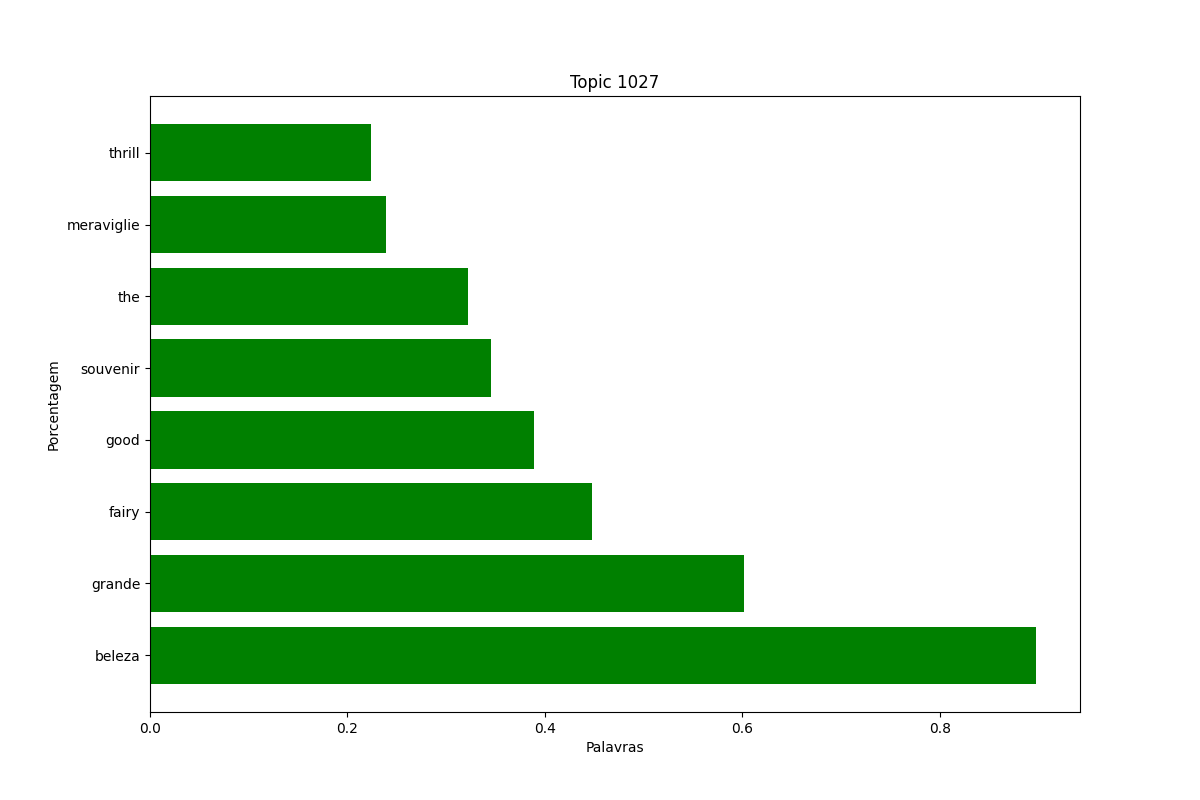 Topic 1027
thrill
meraviglie
the
souvenir
good
fairy
grande
beleza
Porcentagem
0.0 0.2 0.4 0.6 0.8
Palavras